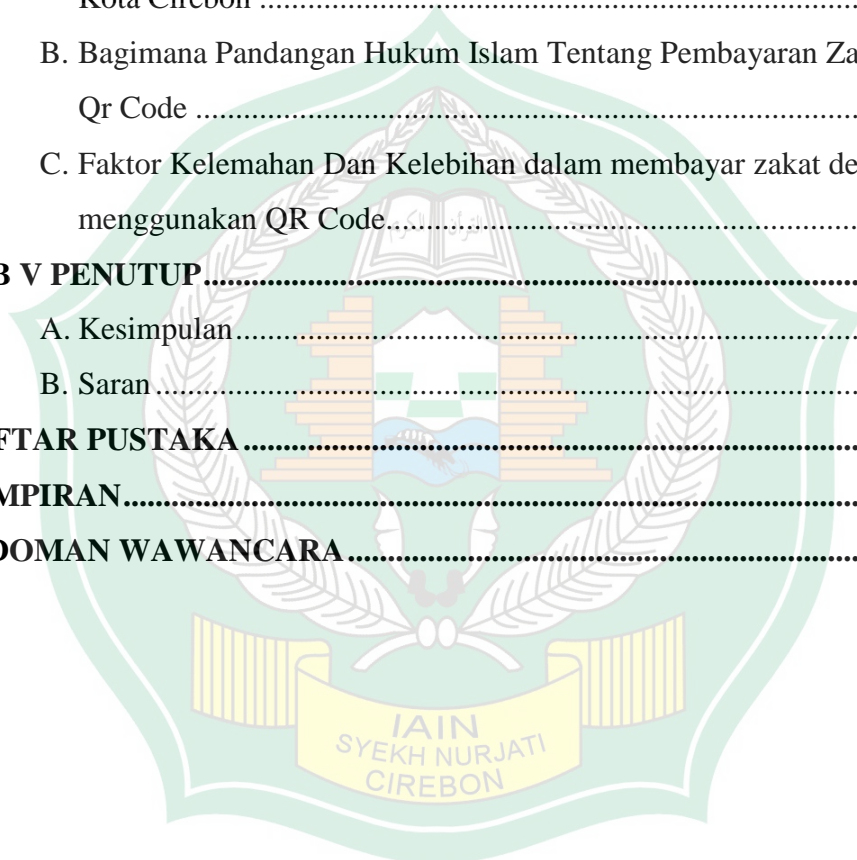 Kota Cirebon ..........................................................................................
B. Bagimana Pandangan Hukum Islam Tentang Pembayaran Za
Qr Code ....................................................................................................
C. Faktor Kelemahan Dan Kelebihan dalam membayar zakat de
menggunakan QR Code.........................................................................
B V PENUTUP.......................................................................................................
A. Kesimpulan.................................................................................................
B. Saran............................................................................................................
FTAR PUSTAKA.................................................................................................
MPIRAN..................................................................................................................
DOMAN WAWANCARA...................................................................................
IAIN
SYEKH NURJATI
CIREBON